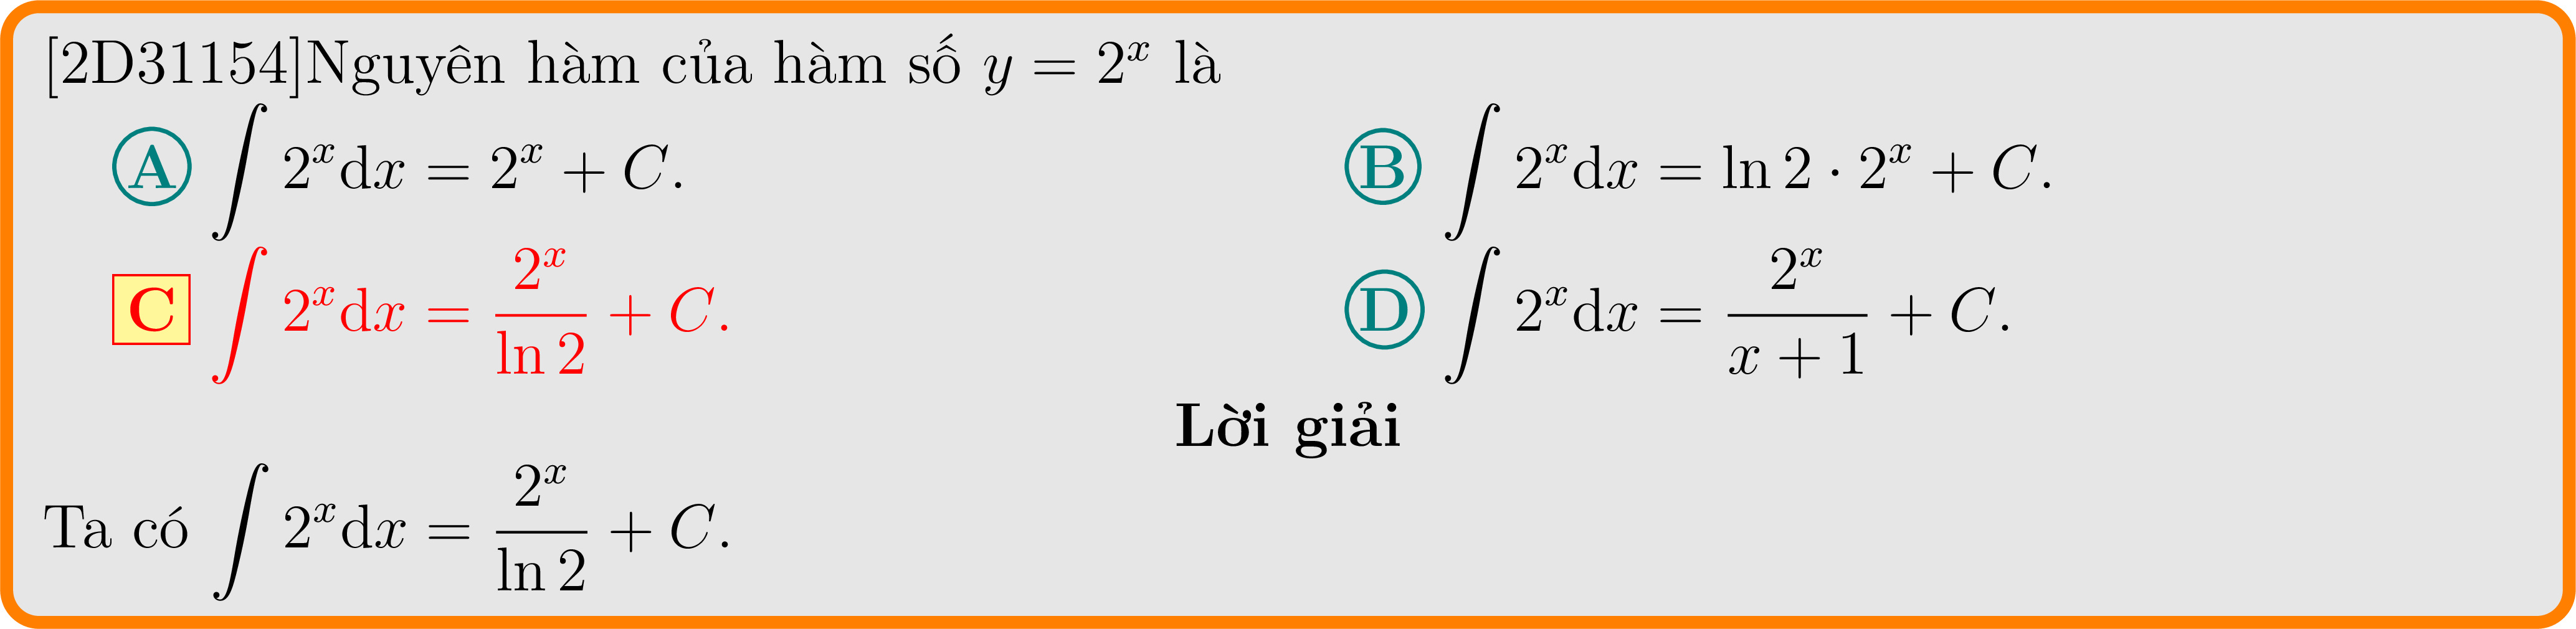 [2D31154]Nguyên hàm của hàm số $y = 2^x$ là
A $\int 2^x \mathrm{d}x = 2^x + C.$ B $\int 2^x \mathrm{d}x = \ln 2 \cdot 2^x + C.$
C $\int 2^x \mathrm{d}x = \frac{2^x}{\ln 2} + C.$ D $\int 2^x \mathrm{d}x = \frac{2^x}{x+1} + C.$
Lời giải
Ta có $\int 2^x \mathrm{d}x = \frac{2^x}{\ln 2} + C.$